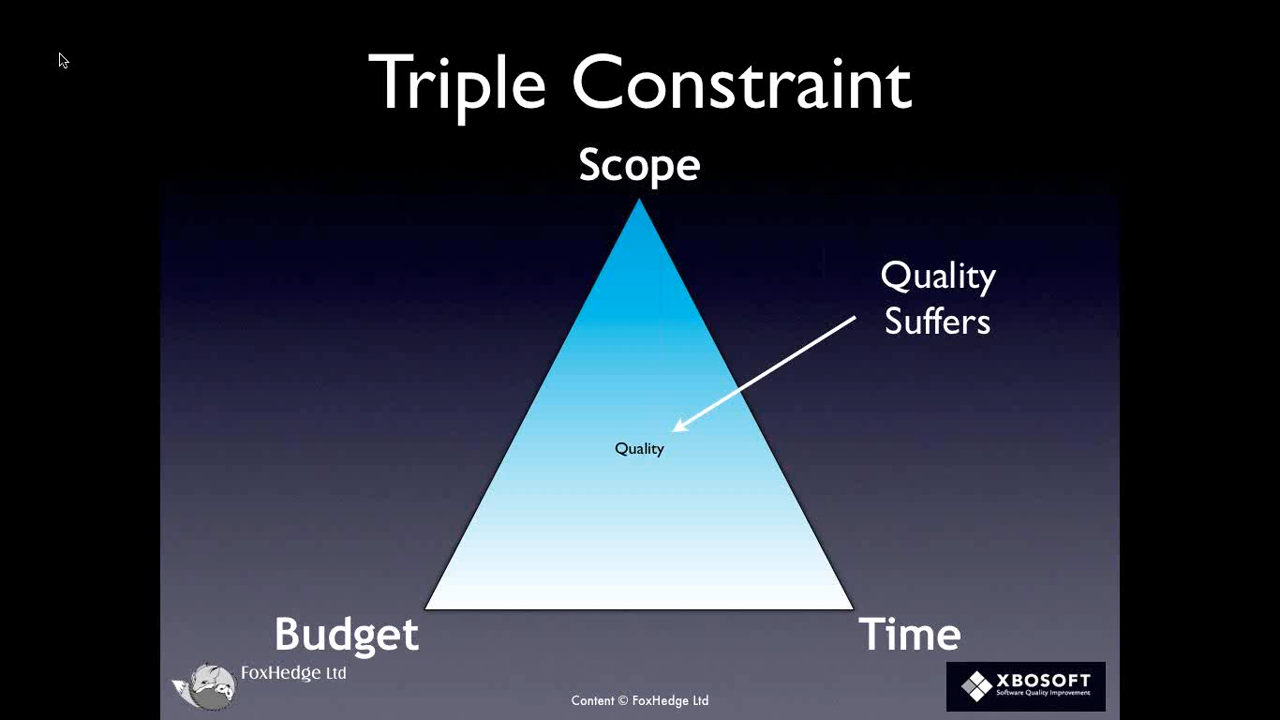 Triple Constraint
Scope
Quality
Suffers
Quality
Budget
Time
FoxHedge Ltd
XBOSOFT
Software Quality Improvement
Content © FoxHedge Ltd